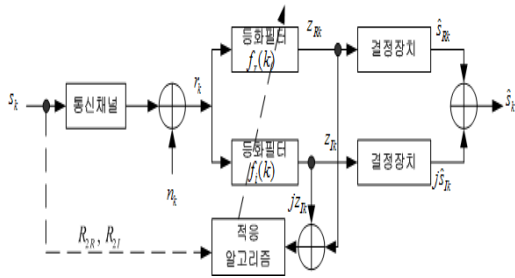 등화필터
f_r(k)
z_Rk
결정장치
ŝ_Rk
s_k
통신채널
r_k
ŝ_k
등화필터
f_i(k)
z_Ik
결정장치
jŝ_Ik
n_k
jz_Ik
R_2R, R_2I
적응
알고리즘